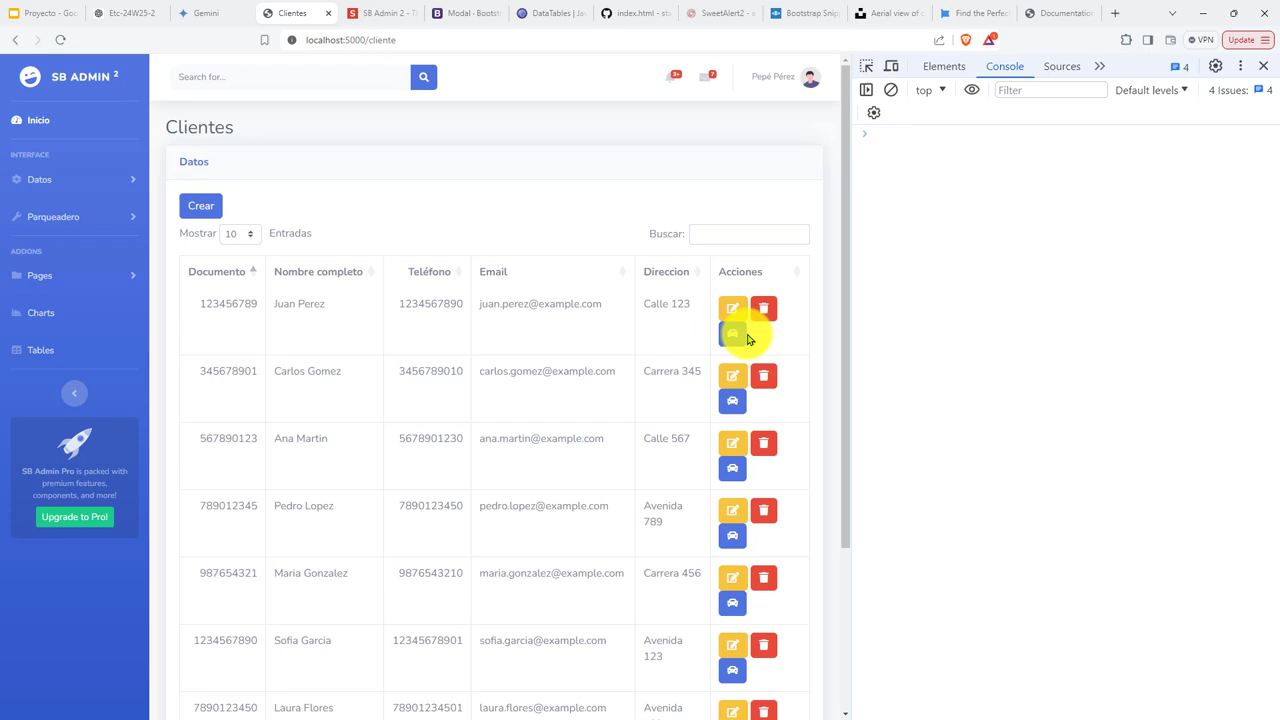 Proyecto - Goo
Etc-24W25-2
Gemini
Clientes
SB Admin 2 - Ti
Modal · Bootst
DataTables | Jav
index.html - sta
SweetAlert2 - a
Bootstrap Snipp
Aerial view of c
Find the Perfec
Documentation
localhost:5000/cliente
VPN
Update
SB ADMIN 2
Inicio
INTERFACE
Datos
Parqueadero
ADDONS
Pages
Charts
Tables
SB Admin Pro is packed with
premium features,
components, and more!
Upgrade to Pro!
Search for...
3+
7
Pepé Pérez
Clientes
Datos
Crear
Mostrar 10 Entradas
Buscar:
Documento Nombre completo Teléfono Email Direccion Acciones
123456789 Juan Perez 1234567890 juan.perez@example.com Calle 123
345678901 Carlos Gomez 3456789010 carlos.gomez@example.com Carrera 345
567890123 Ana Martin 5678901230 ana.martin@example.com Calle 567
789012345 Pedro Lopez 7890123450 pedro.lopez@example.com Avenida
789
987654321 Maria Gonzalez 9876543210 maria.gonzalez@example.com Carrera 456
1234567890 Sofia Garcia 12345678901 sofia.garcia@example.com Avenida
123
7890123450 Laura Flores 78901234501 laura.flores@example.com Avenida
Elements
Console
Sources
4
top
Filter
Default levels
4 Issues: 4